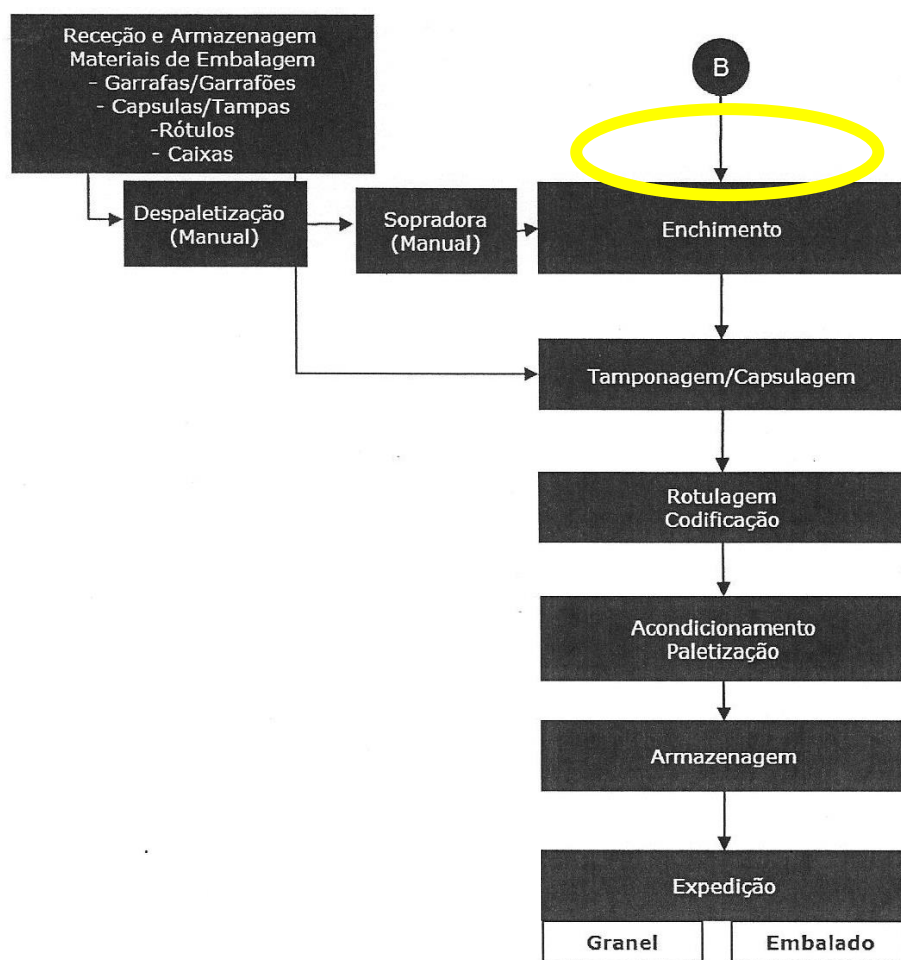 Receção e Armazenagem
Materiais de Embalagem
- Garrafas/Garrafões
- Capsulas/Tampas
-Rótulos
- Caixas
B
Despaletização
(Manual)
Sopradora
(Manual)
Enchimento
Tamponagem/Capsulagem
Rotulagem
Codificação
Acondicionamento
Paletização
Armazenagem
Expedição
Granel
Embalado